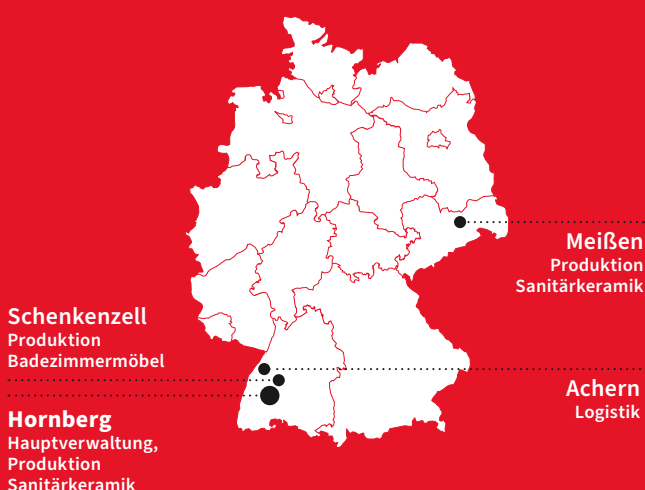 Meißen
Produktion
Sanitärkeramik
Schenkenzell
Produktion
Badezimmermöbel
Achern
Logistik
Hornberg
Hauptverwaltung,
Produktion
Sanitärkeramik